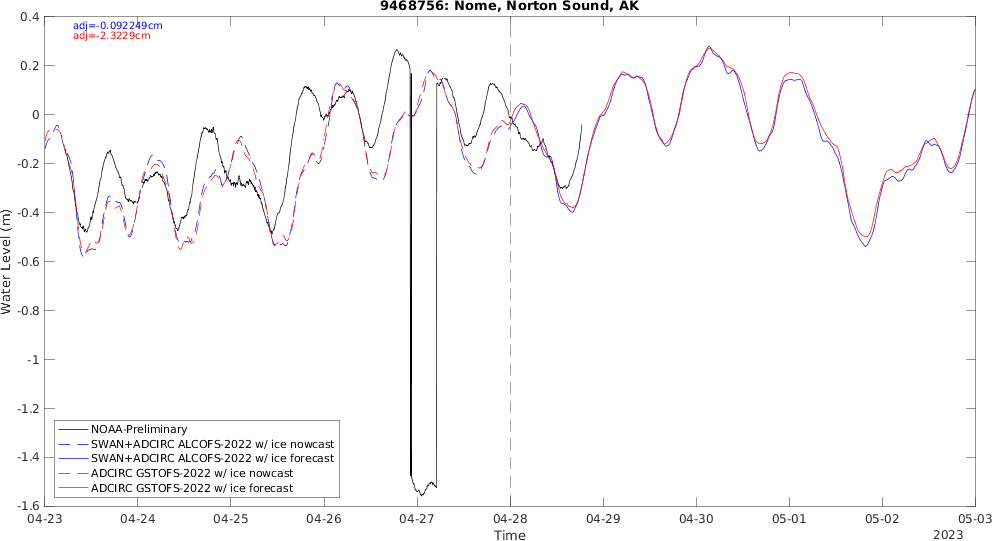 9468756: Nome, Norton Sound, AK
adj=-0.092249cm
adj=-2.3229cm
0.4
0.2
0
-0.2
-0.4
-0.6
-0.8
-1
-1.2
-1.4
-1.6
Water Level (m)
NOAA-Preliminary
SWAN+ADCIRC ALCOFS-2022 w/ ice nowcast
SWAN+ADCIRC ALCOFS-2022 w/ ice forecast
ADCIRC GSTOFS-2022 w/ ice nowcast
ADCIRC GSTOFS-2022 w/ ice forecast
04-23 04-24 04-25 04-26 04-27 04-28 04-29 04-30 05-01 05-02 05-03
Time
2023